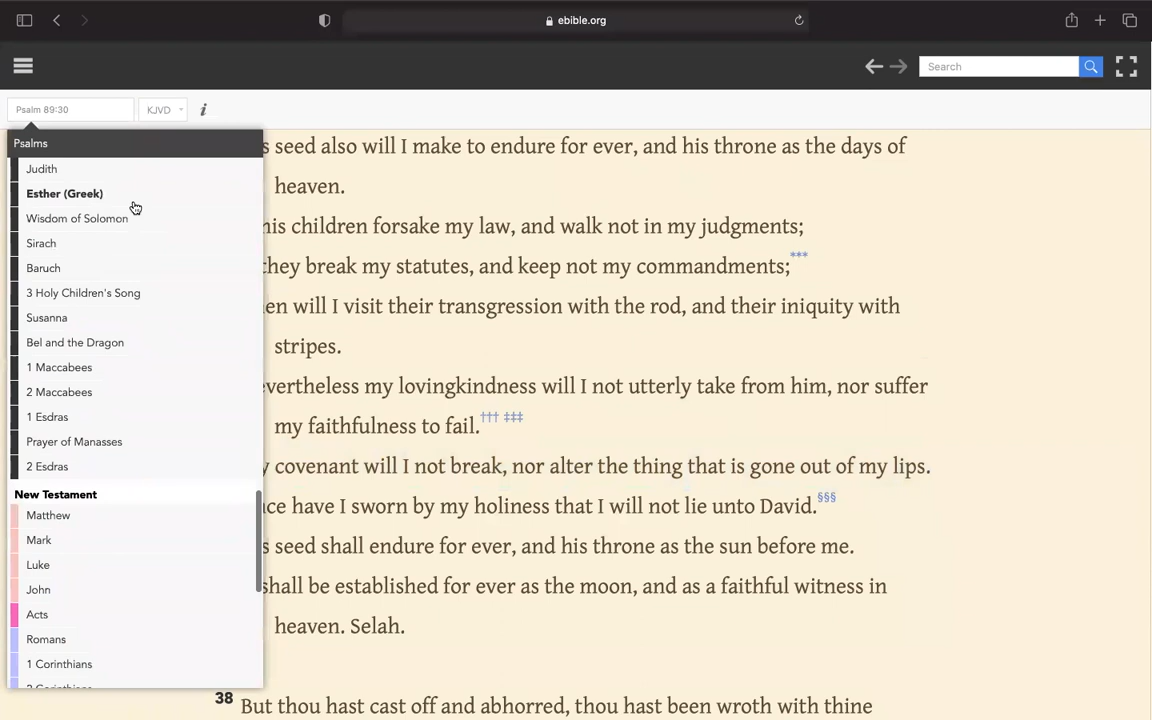 ebible.org
Search
Psalm 89:30
KJVD
i
Psalms
Judith
Esther (Greek)
Wisdom of Solomon
Sirach
Baruch
3 Holy Children's Song
Susanna
Bel and the Dragon
1 Maccabees
2 Maccabees
1 Esdras
Prayer of Manasses
2 Esdras
New Testament
Matthew
Mark
Luke
John
Acts
Romans
1 Corinthians
seed also will I make to endure for ever, and his throne as the days of
heaven.
his children forsake my law, and walk not in my judgments;
they break my statutes, and keep not my commandments;***
will I visit their transgression with the rod, and their iniquity with
stripes.
my lovingkindness will I not utterly take from him, nor suffer
my faithfulness to fail.††† ‡‡‡
covenant will I not break, nor alter the thing that is gone out of my lips.
have I sworn by my holiness that I will not lie unto David.§§§
seed shall endure for ever, and his throne as the sun before me.
shall be established for ever as the moon, and as a faithful witness in
heaven. Selah.
38 But thou hast cast off and abhorred, thou hast been wroth with thine